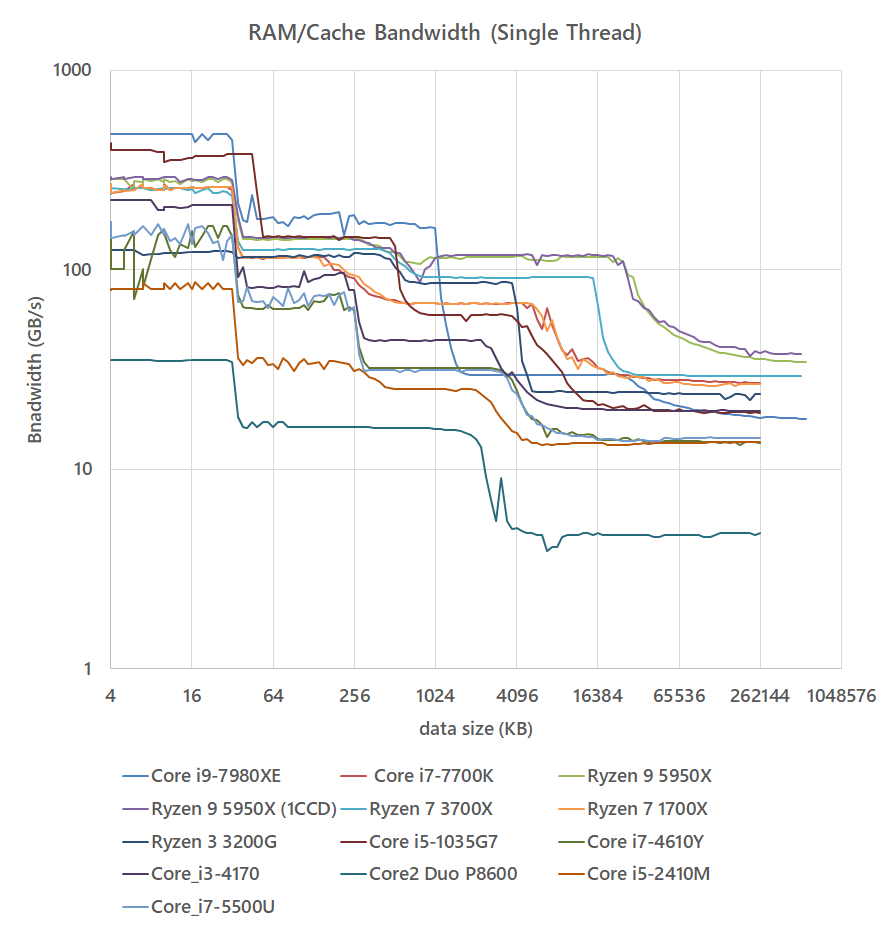 RAM/Cache Bandwidth (Single Thread)
1000
100
10
1
Bnadwidth (GB/s)
4 16 64 256 1024 4096 16384 65536 262144 1048576
data size (KB)
Core i9-7980XE Core i7-7700K Ryzen 9 5950X
Ryzen 9 5950X (1CCD) Ryzen 7 3700X Ryzen 7 1700X
Ryzen 3 3200G Core i5-1035G7 Core i7-4610Y
Core_i3-4170 Core2 Duo P8600 Core i5-2410M
Core_i7-5500U